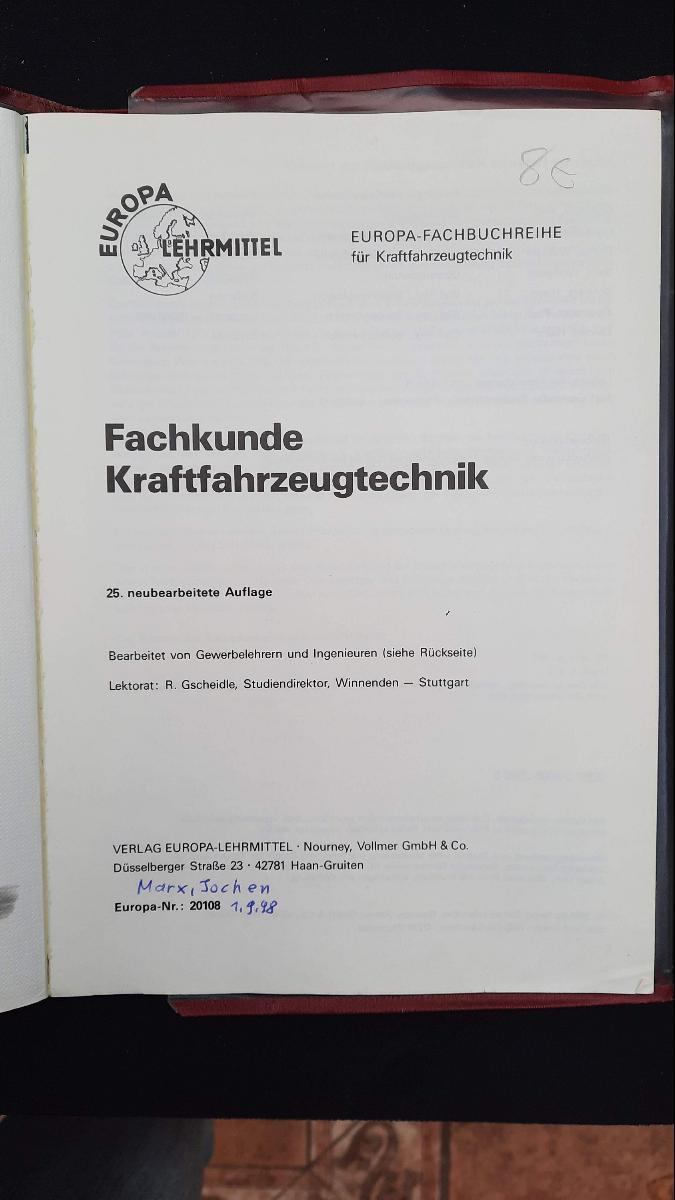 8€
EUROPA
LEHRMITTEL
EUROPA-FACHBUCHREIHE
für Kraftfahrzeugtechnik
Fachkunde
Kraftfahrzeugtechnik
25. neubearbeitete Auflage
Bearbeitet von Gewerbelehrern und Ingenieuren (siehe Rückseite)
Lektorat: R. Gscheidle, Studiendirektor, Winnenden — Stuttgart
VERLAG EUROPA-LEHRMITTEL · Nourney, Vollmer GmbH & Co.
Düsselberger Straße 23 · 42781 Haan-Gruiten
Marx, Jochen
Europa-Nr.: 20108 1.9.98